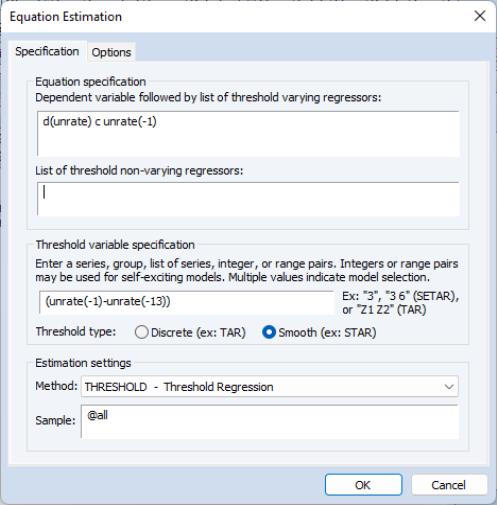 Equation Estimation
Specification
Options
Equation specification
Dependent variable followed by list of threshold varying regressors:
d(unrate) c unrate(-1)
List of threshold non-varying regressors:
Threshold variable specification
Enter a series, group, list of series, integer, or range pairs. Integers or range pairs
may be used for self-exciting models. Multiple values indicate model selection.
(unrate(-1)-unrate(-13))
Ex: "3", "3 6" (SETAR),
or "Z1 Z2" (TAR)
Threshold type:
Discrete (ex: TAR)
Smooth (ex: STAR)
Estimation settings
Method:
THRESHOLD - Threshold Regression
Sample:
@all
OK
Cancel